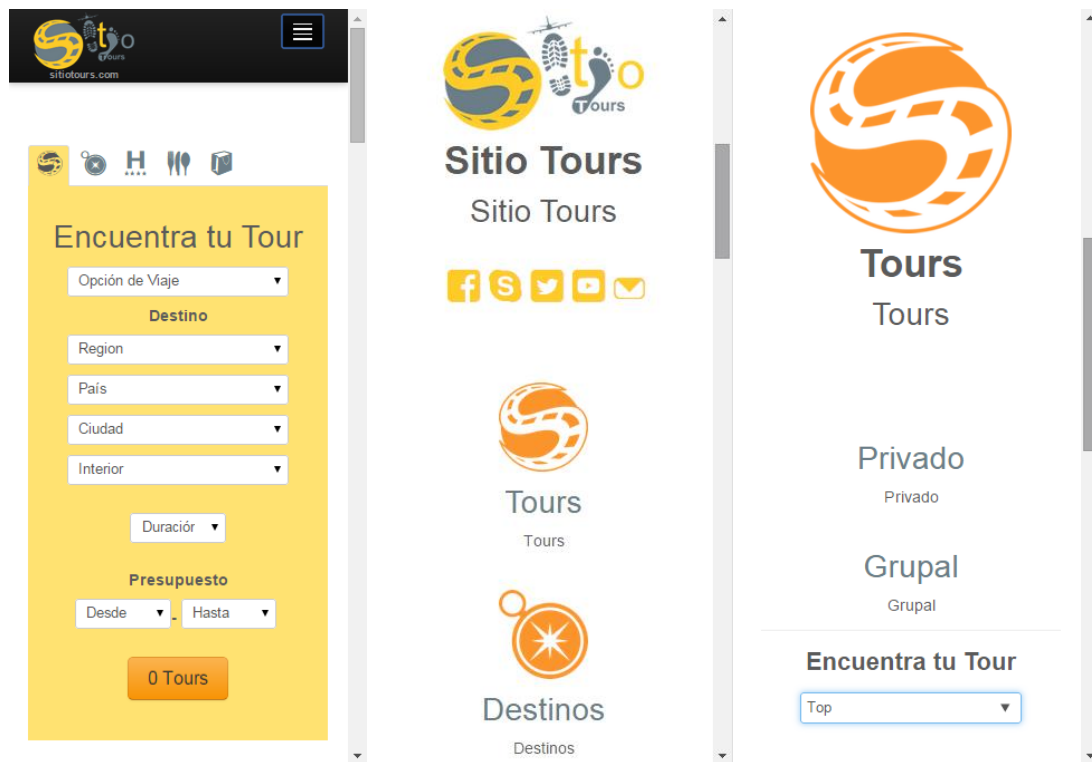 Sitio
Tours
sitiotours.com
H
Encuentra tu Tour
Opción de Viaje
Destino
Region
País
Ciudad
Interior
Duraciór
Presupuesto
Desde - Hasta
0 Tours
Sitio
Tours
Sitio Tours
Sitio Tours
Tours
Tours
Destinos
Destinos
Tours
Tours
Privado
Privado
Grupal
Grupal
Encuentra tu Tour
Top